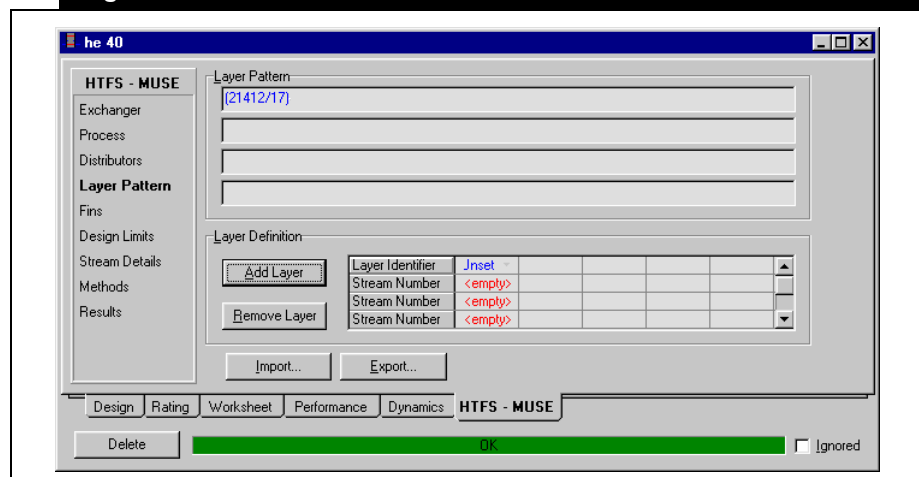 he 40
HTFS - MUSE
Exchanger
Process
Distributors
Layer Pattern
Fins
Design Limits
Stream Details
Methods
Results
Layer Pattern
(21412/17)
Layer Definition
Add Layer
Remove Layer
Layer Identifier Jnset
Stream Number <empty>
Stream Number <empty>
Stream Number <empty>
Import... Export...
Design Rating Worksheet Performance Dynamics HTFS - MUSE
Delete OK Ignored